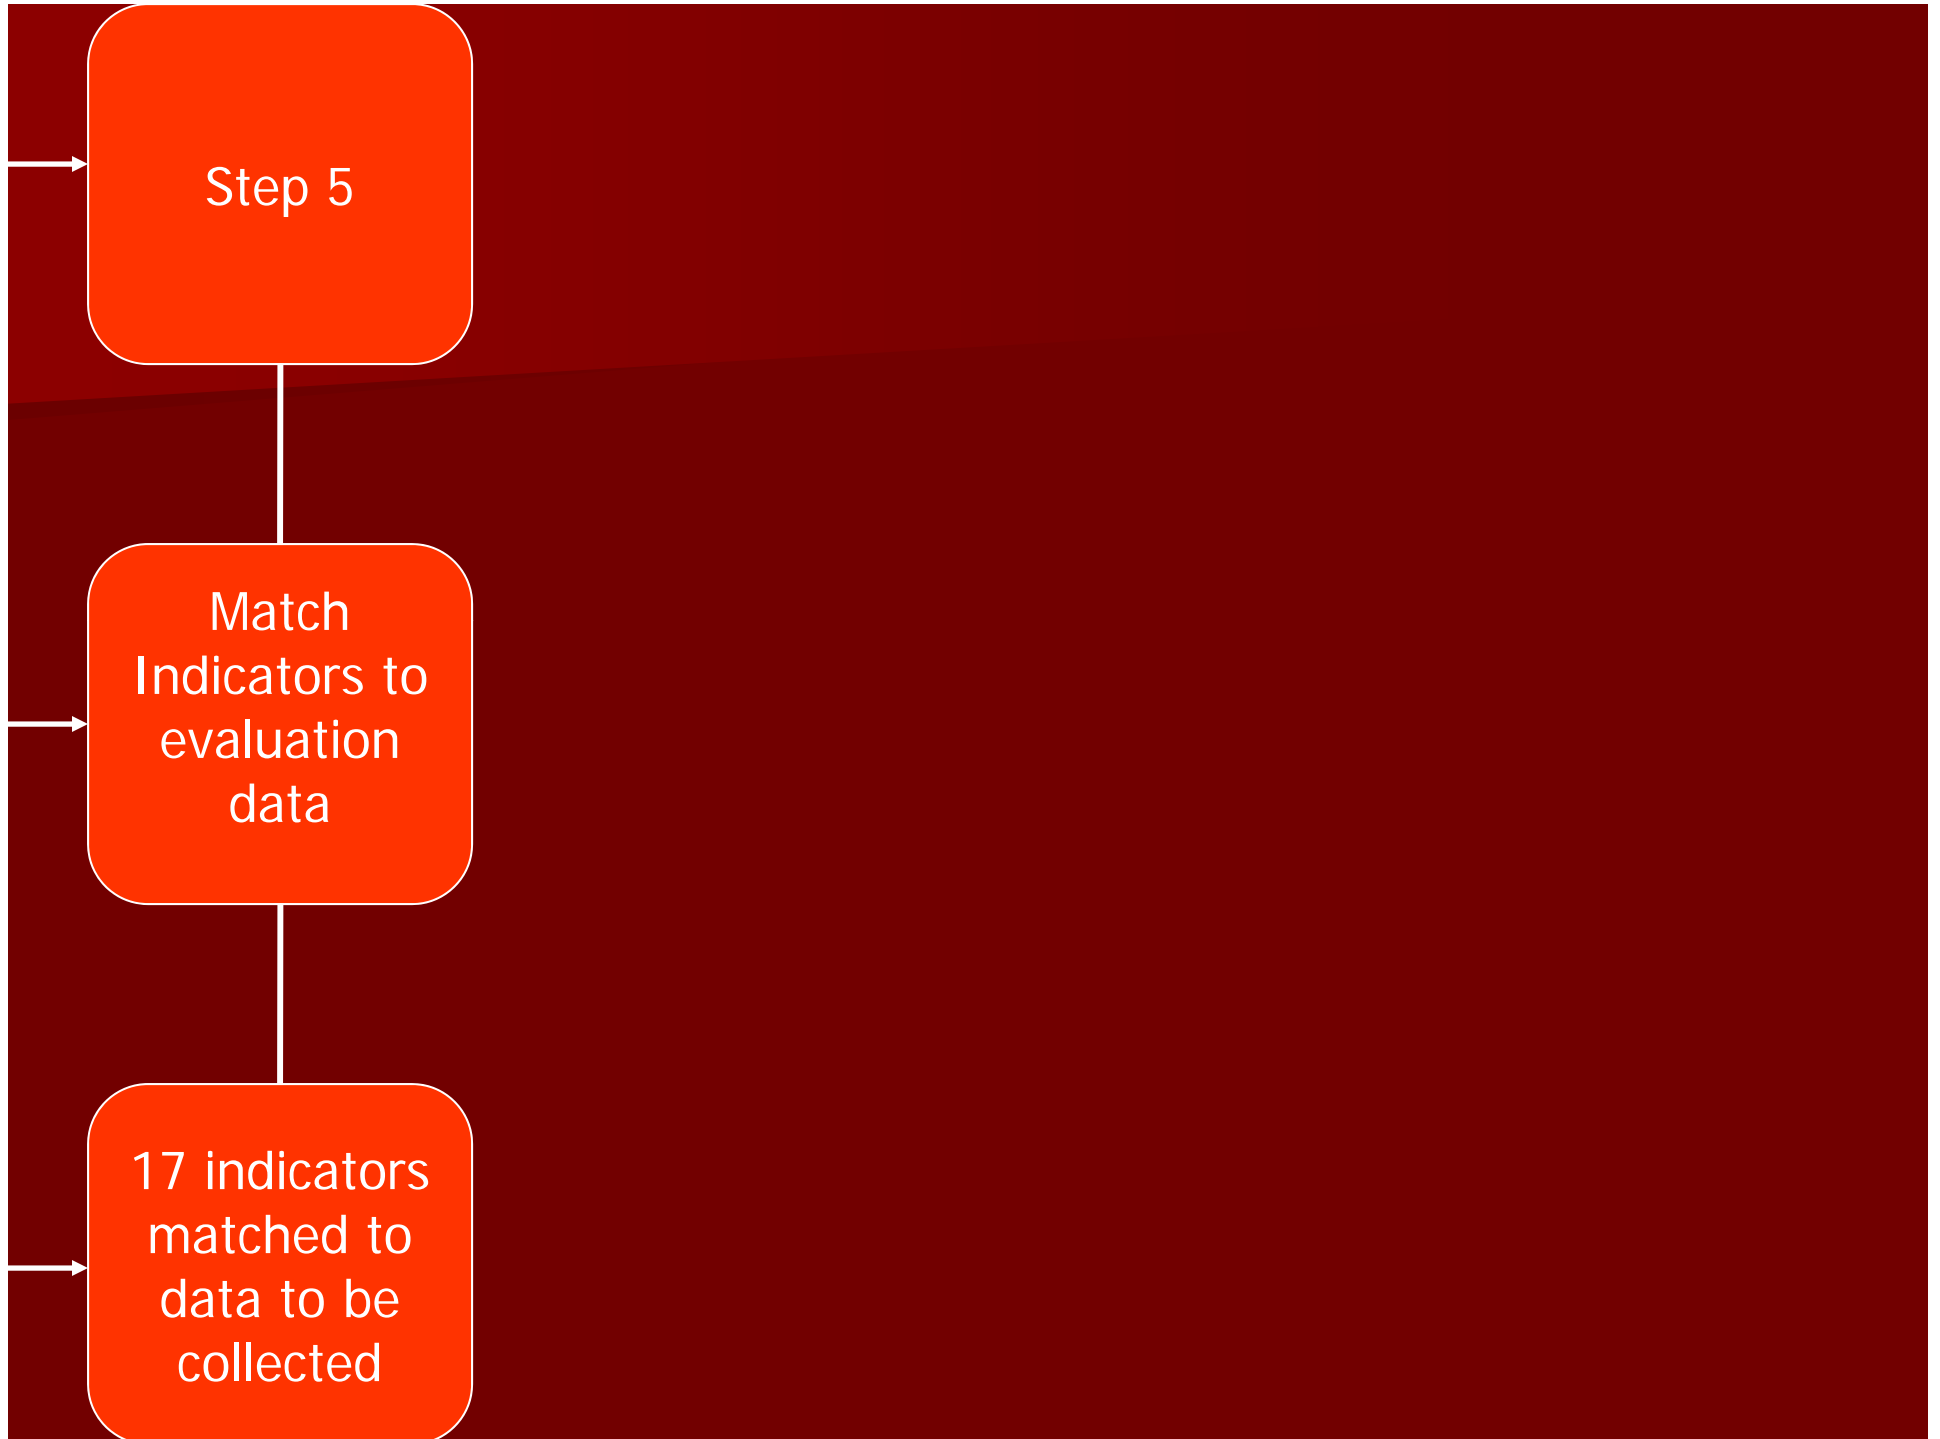 Step 5
Match
Indicators to
evaluation
data
17 indicators
matched to
data to be
collected